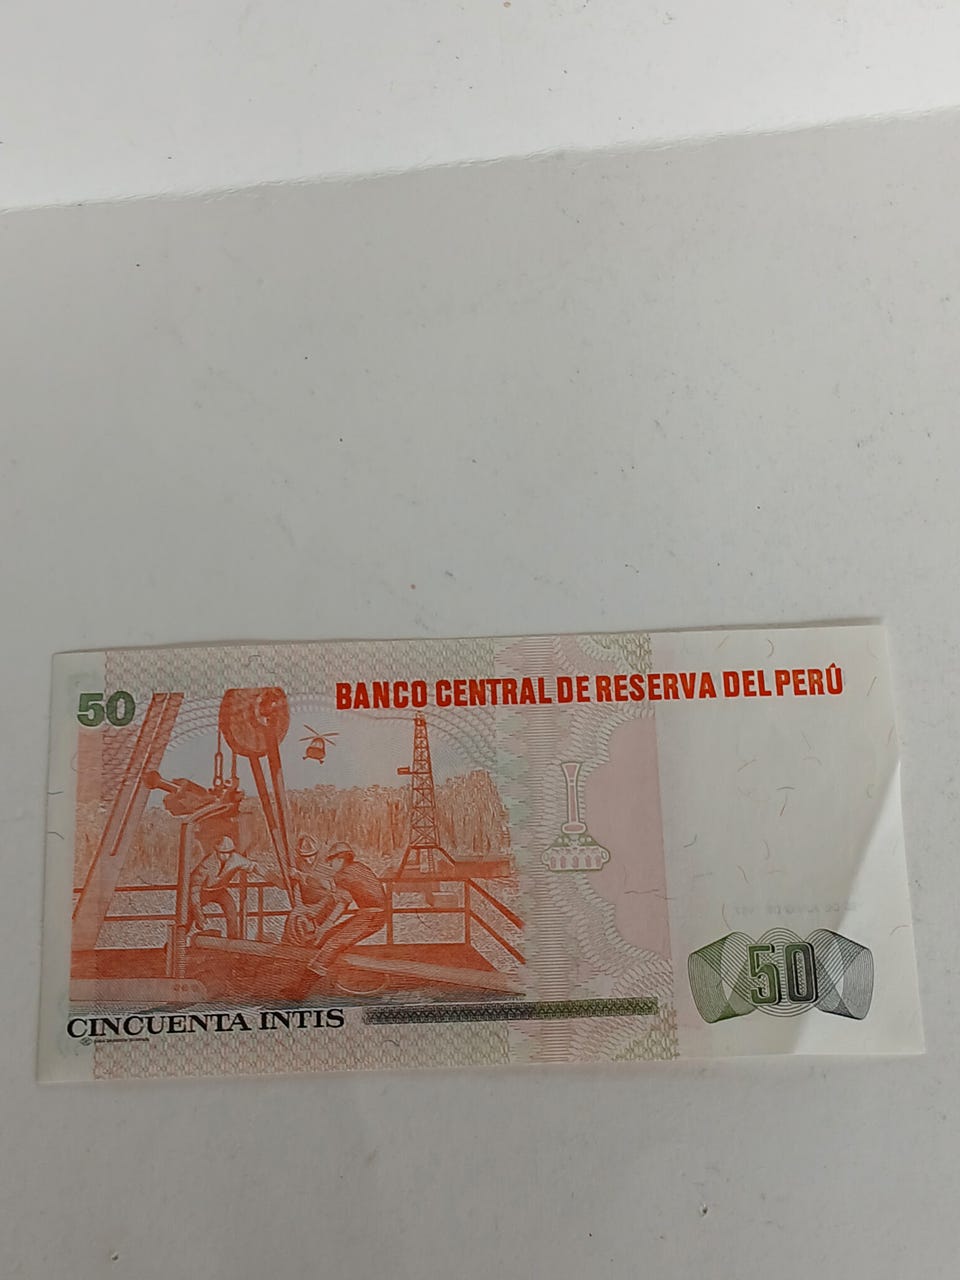 50
BANCO CENTRAL DE RESERVA DEL PERÚ
50
CINCUENTA INTIS